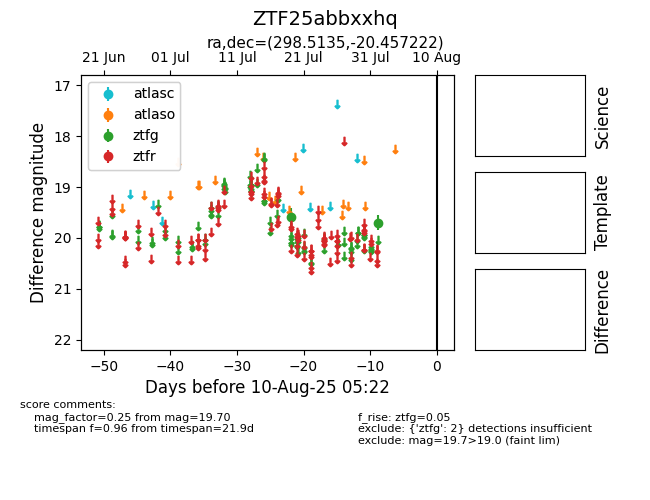 ZTF25abbxxhq
ra,dec=(298.5135,-20.457222)
21 Jun 01 Jul 11 Jul 21 Jul 31 Jul 10 Aug
17
18
19
20
21
22
Difference magnitude
atlasc
atlaso
ztfg
ztfr
−50 −40 −30 −20 −10 0
Days before 10-Aug-25 05:22
Science
Template
Difference
score comments:
mag_factor=0.25 from mag=19.70
timespan f=0.96 from timespan=21.9d
f_rise: ztfg=0.05
exclude: {'ztfg': 2} detections insufficient
exclude: mag=19.7>19.0 (faint lim)